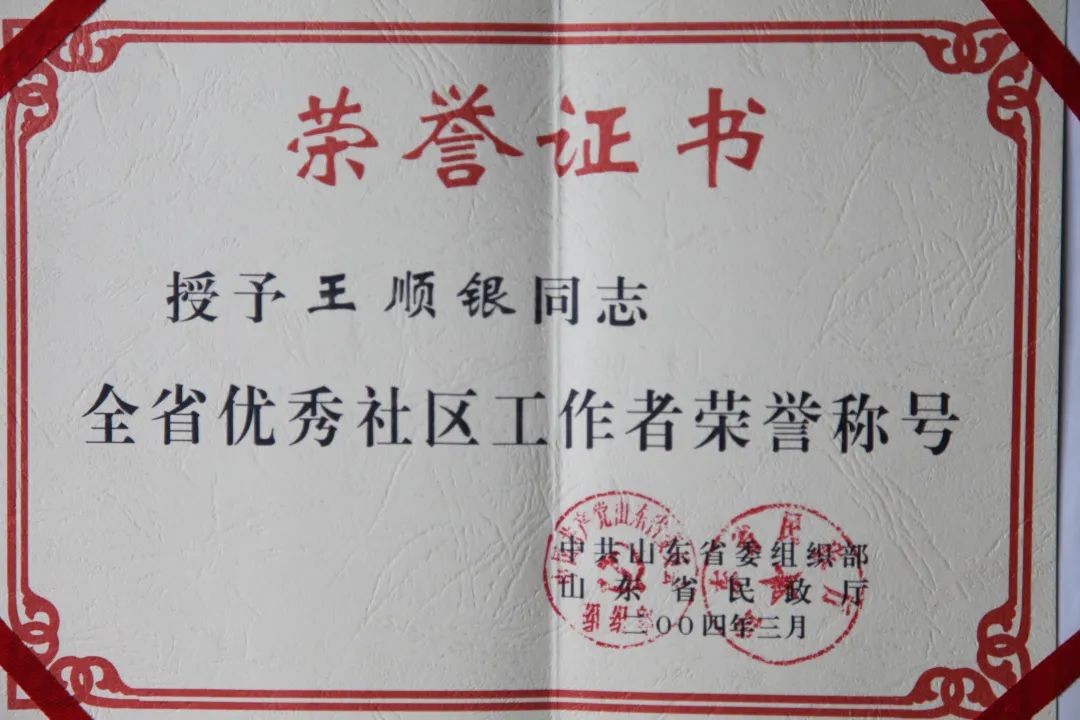 荣誉证书
授予王顺银同志
全省优秀社区工作者荣誉称号
中共山东省委组织部
山东省民政厅
二〇〇四年三月